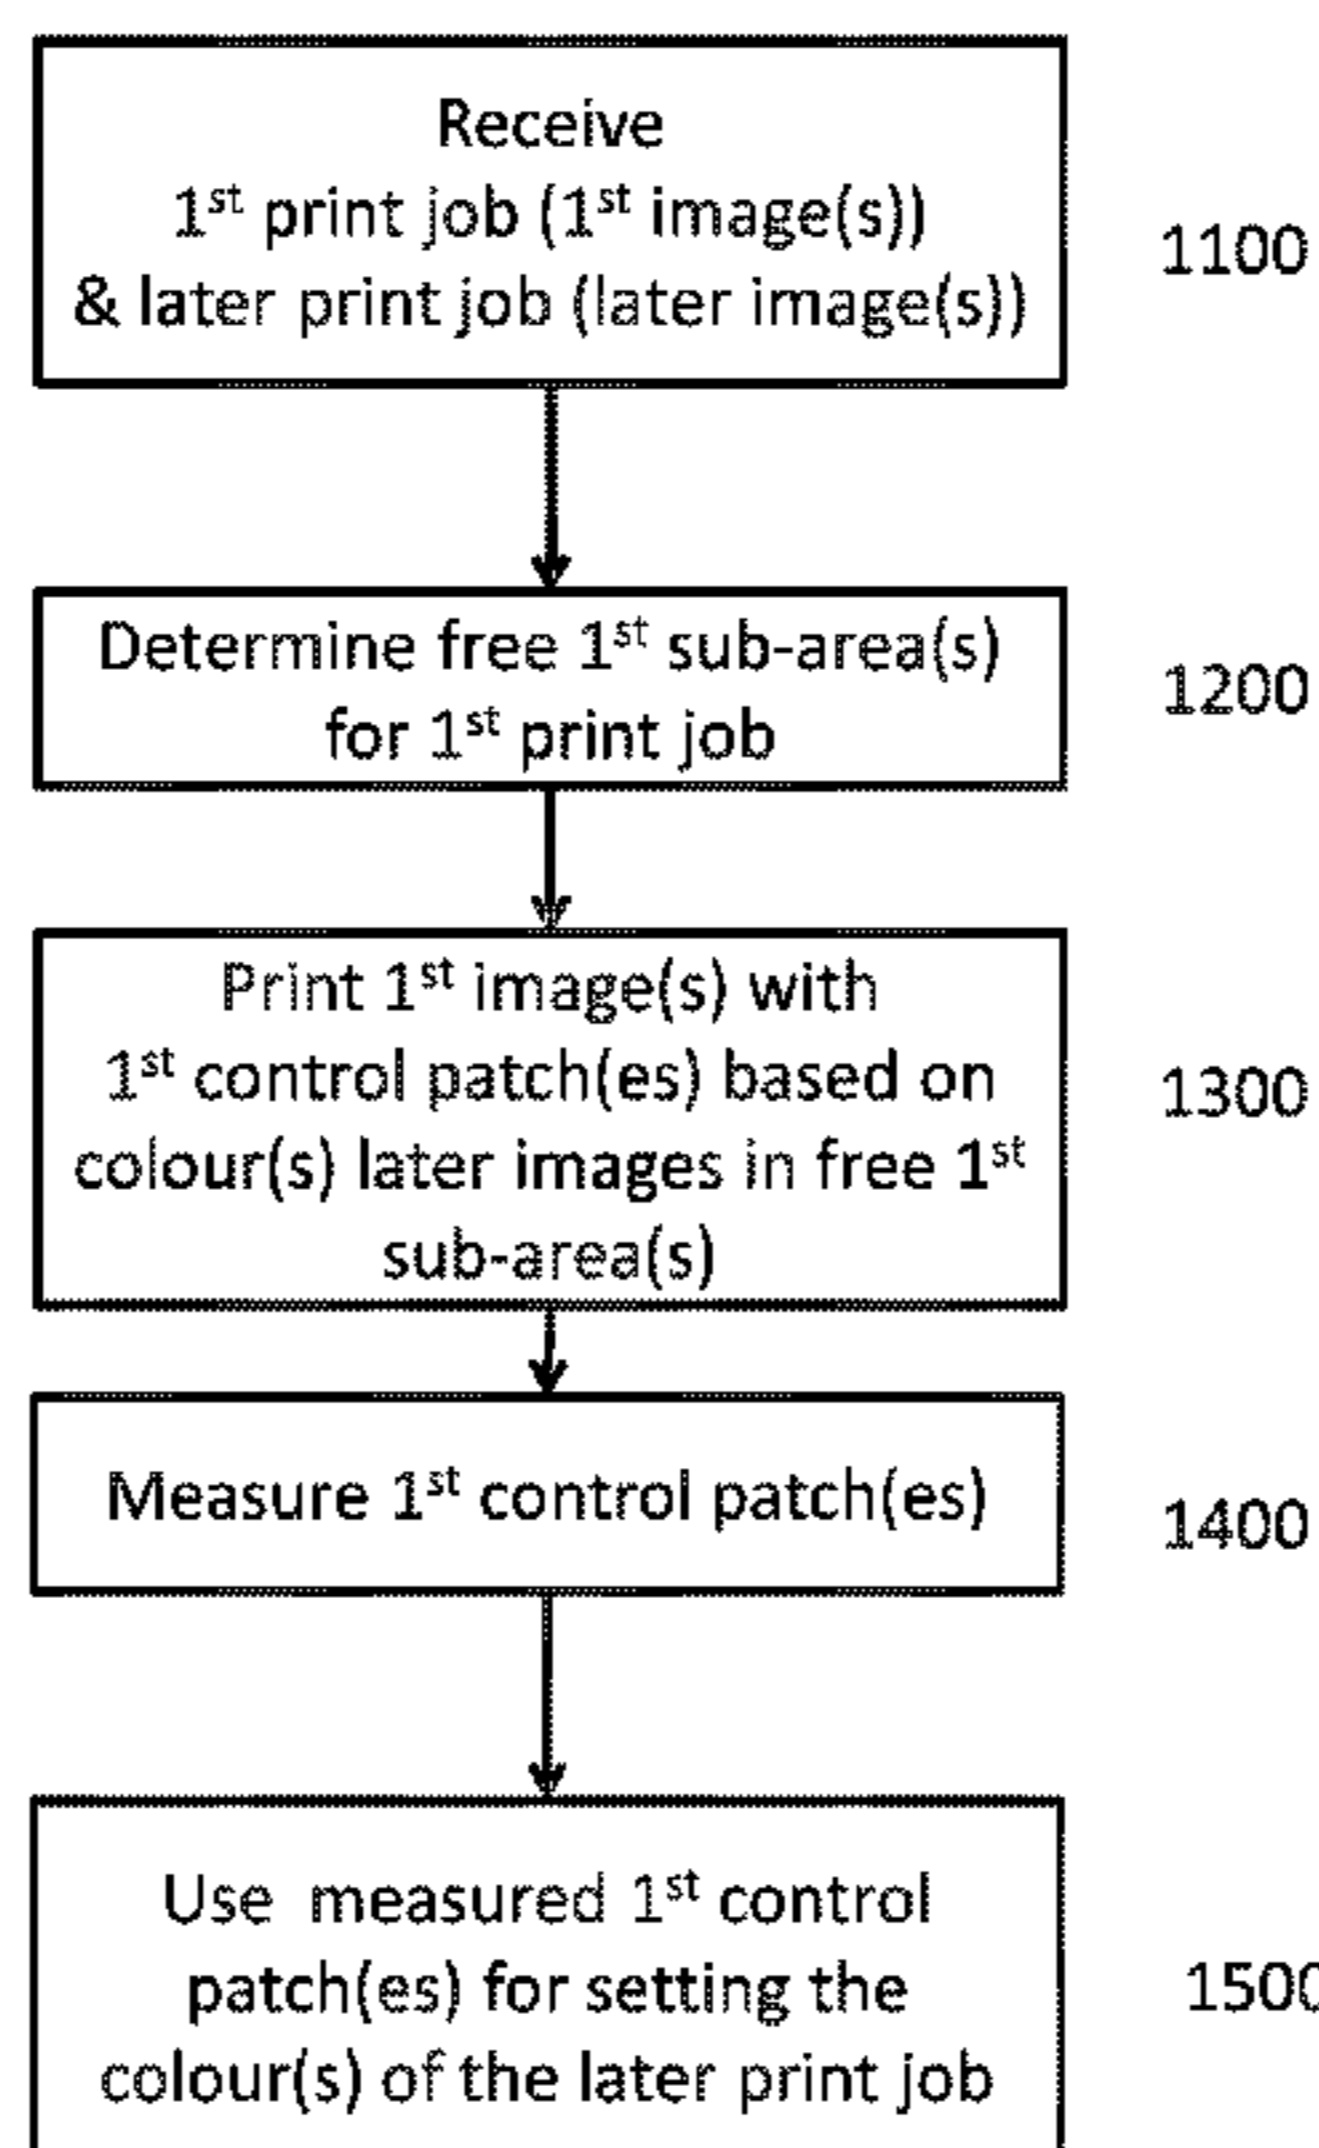 Receive
1st print job (1st image(s))
& later print job (later image(s))
1100
Determine free 1st sub-area(s)
for 1st print job
1200
Print 1st image(s) with
1st control patch(es) based on
colour(s) later images in free 1st
sub-area(s)
1300
Measure 1st control patch(es)
1400
Use measured 1st control
patch(es) for setting the
colour(s) of the later print job
1500